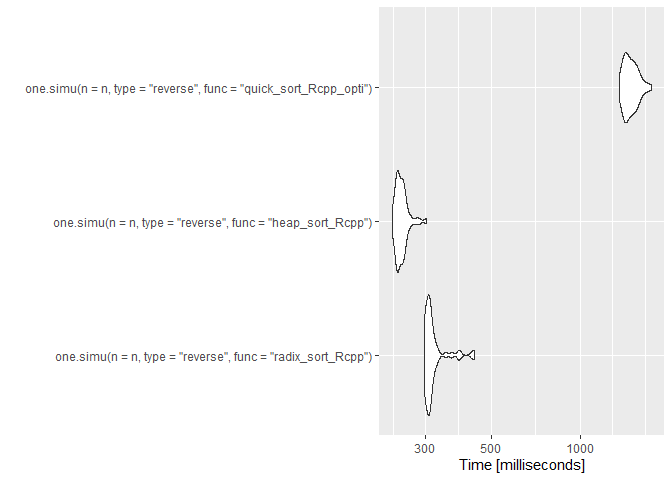 one.simu(n = n, type = "reverse", func = "quick_sort_Rcpp_opti")
one.simu(n = n, type = "reverse", func = "heap_sort_Rcpp")
one.simu(n = n, type = "reverse", func = "radix_sort_Rcpp")
300 500 1000
Time [milliseconds]